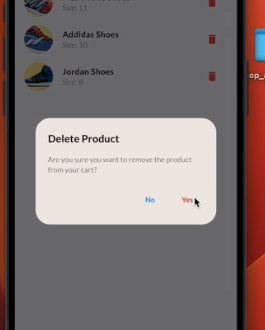 Size: 11
Addidas Shoes
Size: 10
Jordan Shoes
Size: 8
Delete Product
Are you sure you want to remove the product
from your cart?
No Yes
op_